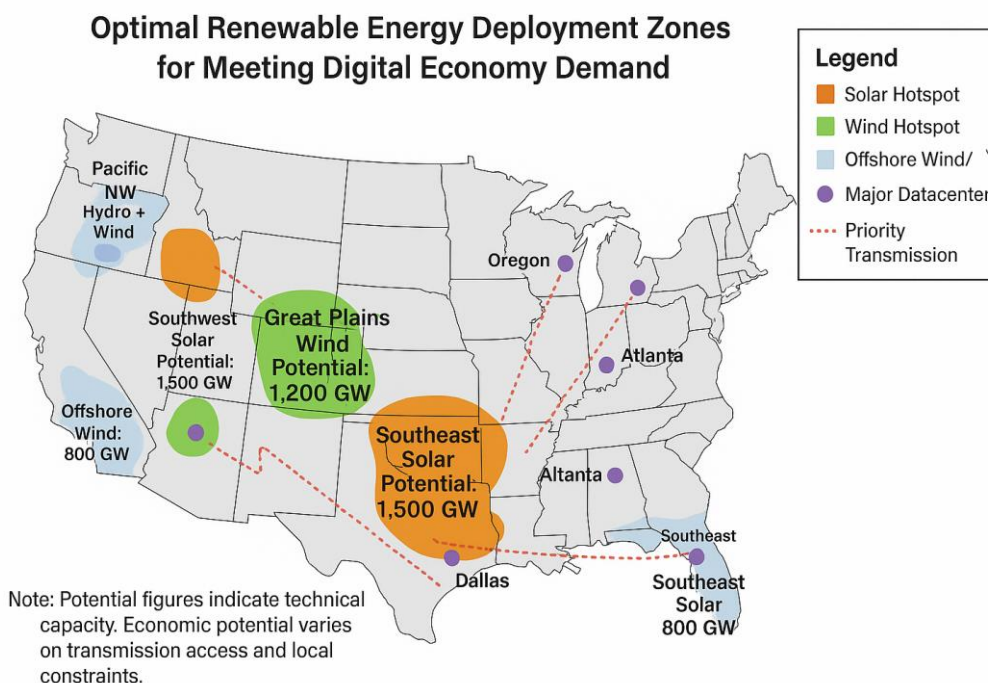 Optimal Renewable Energy Deployment Zones
for Meeting Digital Economy Demand
Legend
Solar Hotspot
Wind Hotspot
Offshore Wind/
Major Datacenter
Priority
Transmission
Pacific
NW
Hydro +
Wind
Southwest
Solar
Potential:
1,500 GW
Great Plains
Wind
Potential:
1,200 GW
Oregon
Atlanta
Offshore
Wind:
800 GW
Southeast
Solar
Potential:
1,500 GW
Altanta
Dallas
Southeast
Southeast
Solar
800 GW
Note: Potential figures indicate technical
capacity. Economic potential varies
on transmission access and local
constraints.